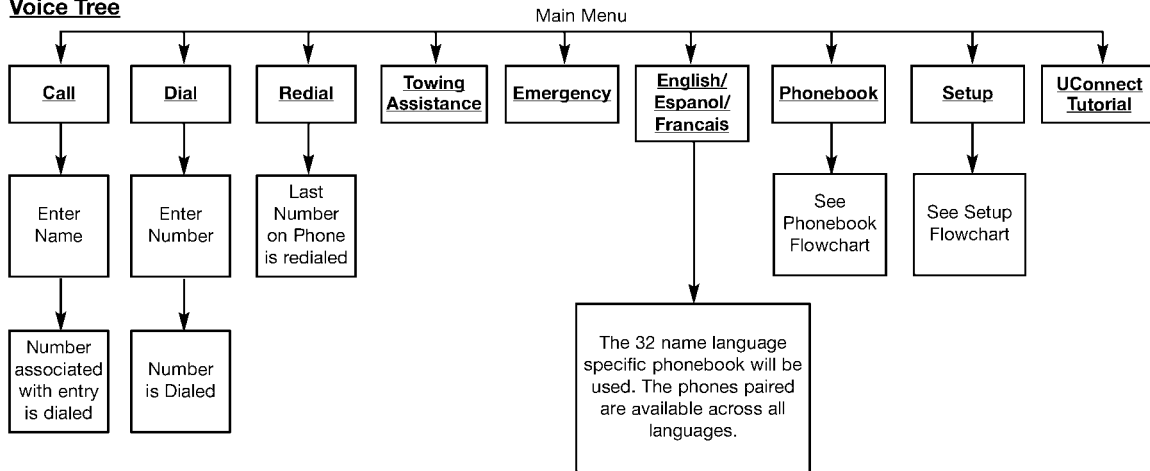 Voice Tree
Main Menu
Call
Dial
Redial
Towing
Assistance
Emergency
English/
Espanol/
Francais
Phonebook
Setup
UConnect
Tutorial
Enter
Name
Enter
Number
Last
Number
on Phone
is redialed
See
Phonebook
Flowchart
See Setup
Flowchart
Number
associated
with entry
is dialed
Number
is Dialed
The 32 name language
specific phonebook will be
used. The phones paired
are available across all
languages.